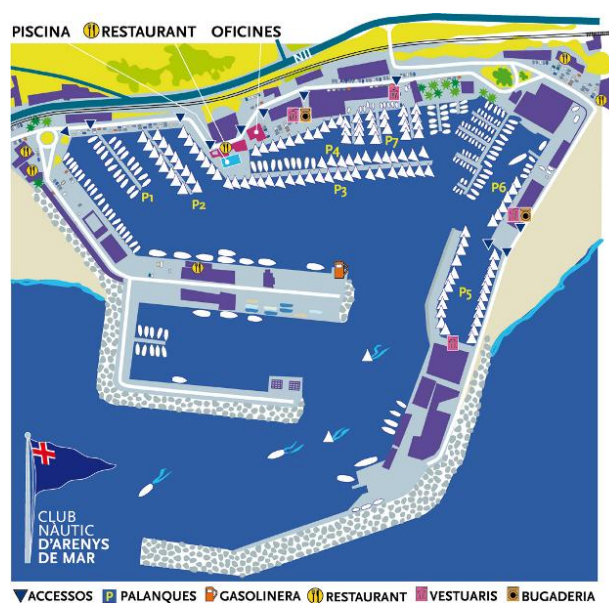 PISCINA RESTAURANT OFICINES
NII
P1
P2
P4
P7
P3
P6
P5
CLUB
NÀUTIC
D'ARENYS
DE MAR
ACCESSOS P PALANQUES GASOLINERA RESTAURANT VESTUARIS BUGADERIA